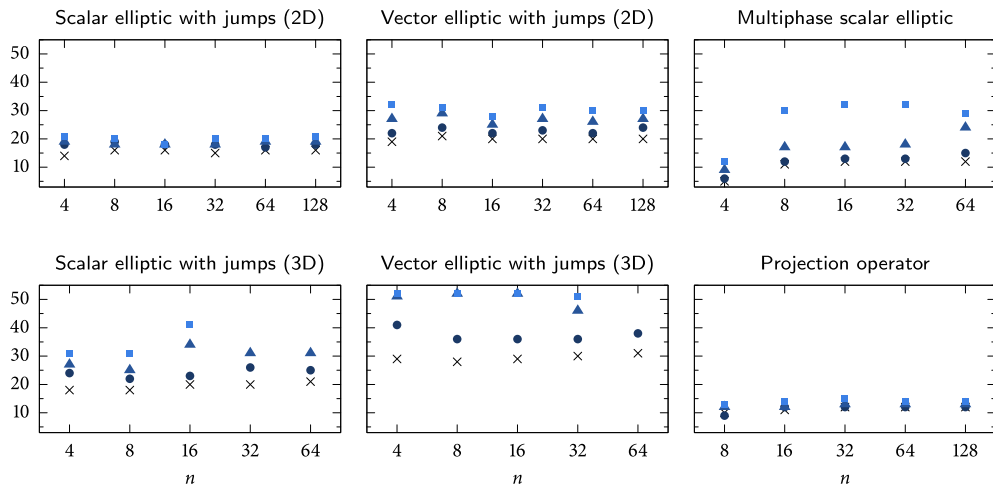 Scalar elliptic with jumps (2D) Vector elliptic with jumps (2D) Multiphase scalar elliptic
50
40
30
20
10
4 8 16 32 64 128 4 8 16 32 64 128 4 8 16 32 64
Scalar elliptic with jumps (3D) Vector elliptic with jumps (3D) Projection operator
50
40
30
20
10
4 8 16 32 64 4 8 16 32 64 8 16 32 64 128
n n n